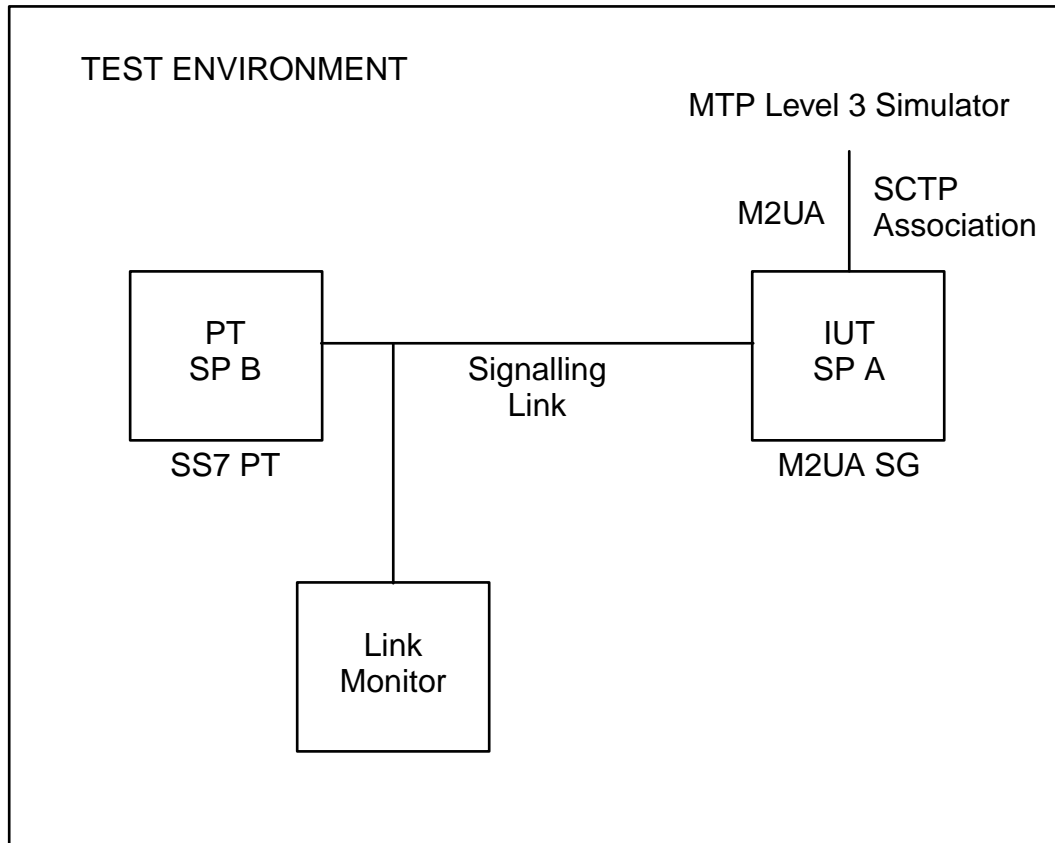 TEST ENVIRONMENT
MTP Level 3 Simulator
M2UA
SCTP
Association
PT
SP B
SS7 PT
Signalling
Link
IUT
SP A
M2UA SG
Link
Monitor